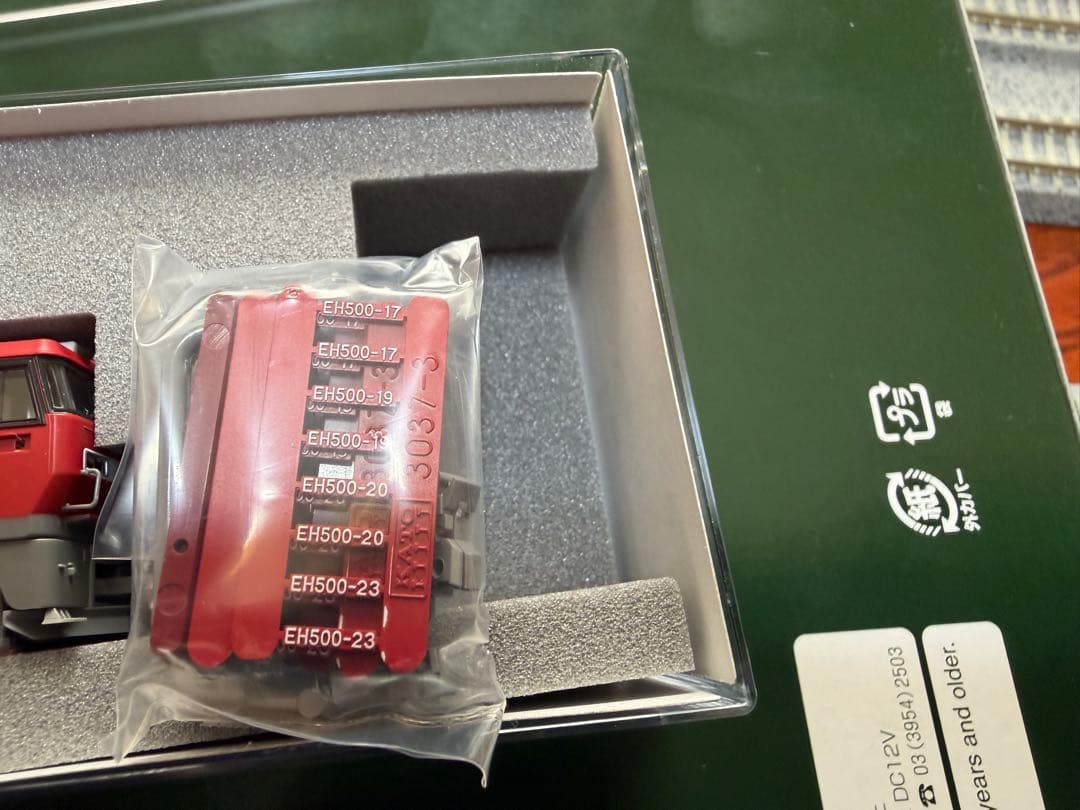 EH500-17
EH500-17
EH500-19
EH500-19
EH500-20
EH500-20
EH500-23
EH500-23
3037-3
KATO
プラ
紙
外カバー
DC12V
☎ 03(3954)2503
years and older.